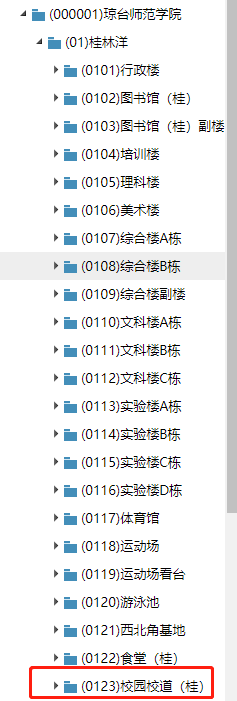 (000001)琼台师范学院
(01)桂林洋
(0101)行政楼
(0102)图书馆（桂）
(0103)图书馆（桂）副楼
(0104)培训楼
(0105)理科楼
(0106)美术楼
(0107)综合楼A栋
(0108)综合楼B栋
(0109)综合楼副楼
(0110)文科楼A栋
(0111)文科楼B栋
(0112)文科楼C栋
(0113)实验楼A栋
(0114)实验楼B栋
(0115)实验楼C栋
(0116)实验楼D栋
(0117)体育馆
(0118)运动场
(0119)运动场看台
(0120)游泳池
(0121)西北角基地
(0122)食堂（桂）
(0123)校园校道（桂）